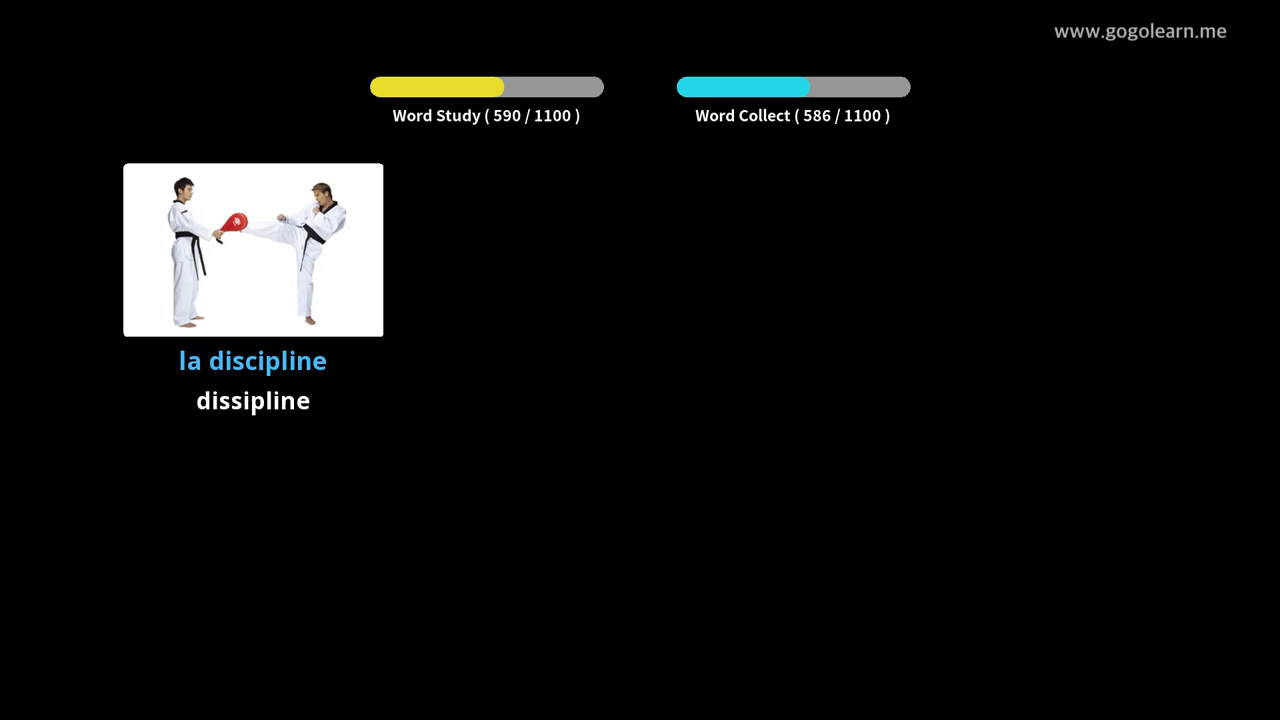 www.gogolearn.me
Word Study ( 590 / 1100 )
Word Collect ( 586 / 1100 )
la discipline
dissipline